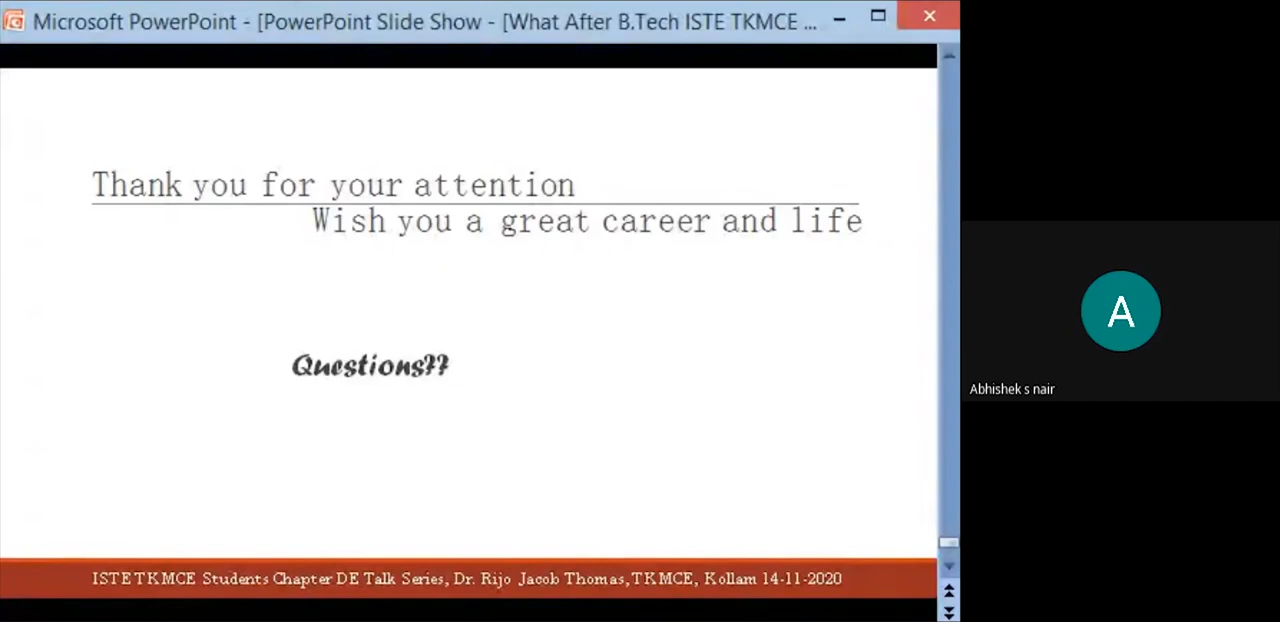 Microsoft PowerPoint - [PowerPoint Slide Show - [What After B.Tech ISTE TKMCE ...
Thank you for your attention
Wish you a great career and life
Questions??
ISTE TKMCE Students Chapter DE Talk Series, Dr. Rijo Jacob Thomas, TKMCE, Kollam 14-11-2020
A
Abhishek s nair